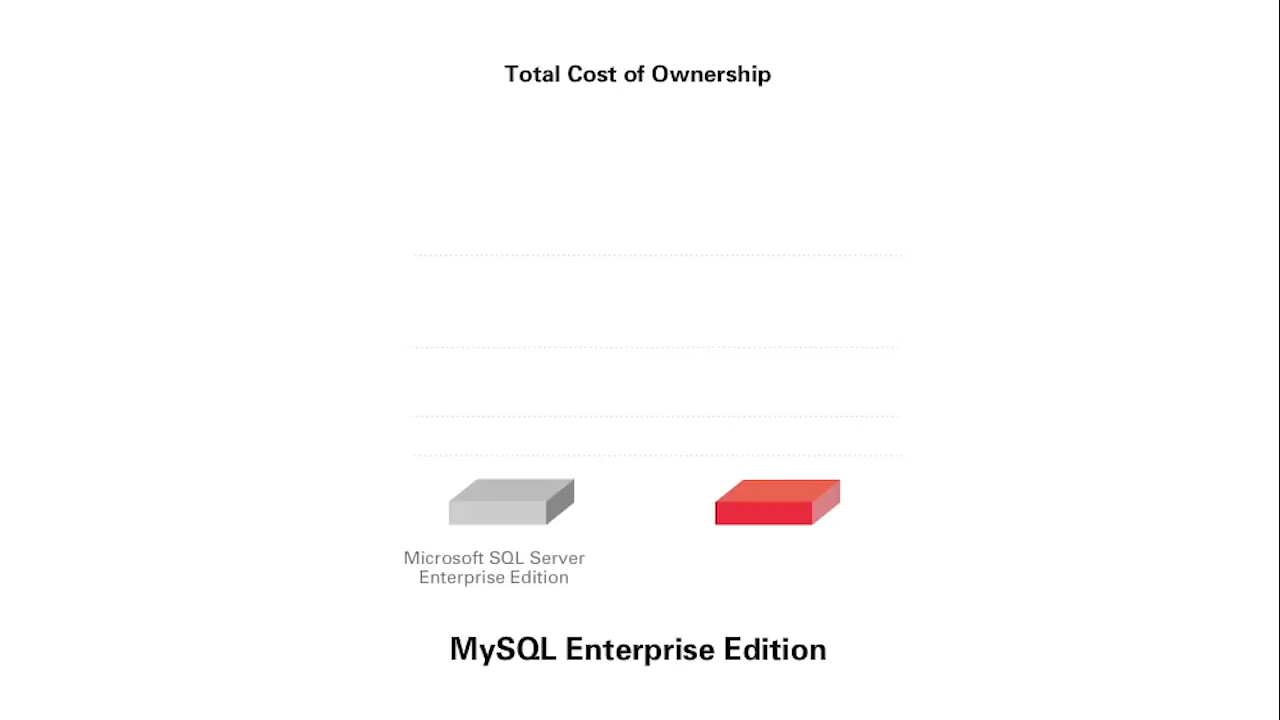 Total Cost of Ownership
Microsoft SQL Server
Enterprise Edition
MySQL Enterprise Edition